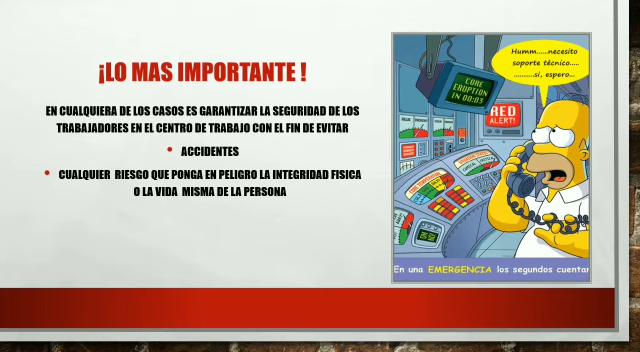 ¡LO MAS IMPORTANTE !
EN CUALQUIERA DE LOS CASOS ES GARANTIZAR LA SEGURIDAD DE LOS
TRABAJADORES EN EL CENTRO DE TRABAJO CON EL FIN DE EVITAR
• ACCIDENTES
• CUALQUIER RIESGO QUE PONGA EN PELIGRO LA INTEGRIDAD FISICA
O LA VIDA MISMA DE LA PERSONA
Humm......necesito
soporte técnico.....
..........si, espero...
CORE
ERUPTION
IN 00:03
RED
ALERT!
En una EMERGENCIA los segundos cuentan